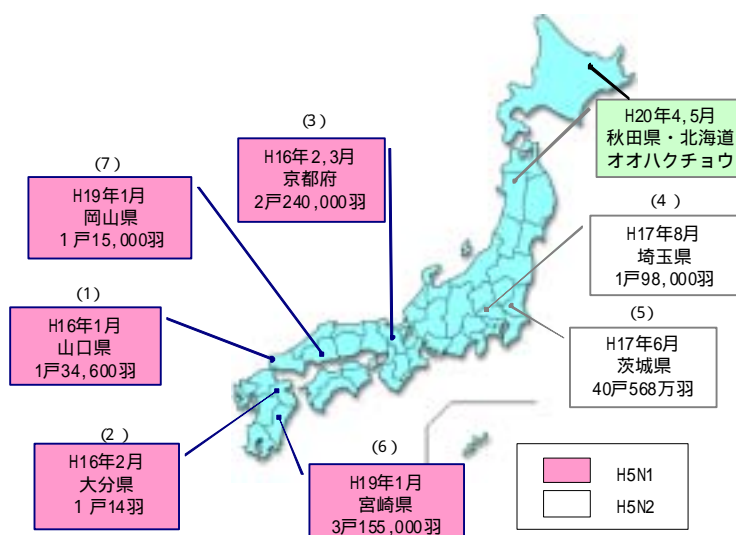 (3)
H16年2,3月
京都府
2戸240,000羽
H20年4,5月
秋田県・北海道
オオハクチョウ
(7)
H19年1月
岡山県
1戸15,000羽
(4)
H17年8月
埼玉県
1戸98,000羽
(1)
H16年1月
山口県
1戸34,600羽
(5)
H17年6月
茨城県
40戸568万羽
(2)
H16年2月
大分県
1戸14羽
(6)
H19年1月
宮崎県
3戸155,000羽
H5N1
H5N2